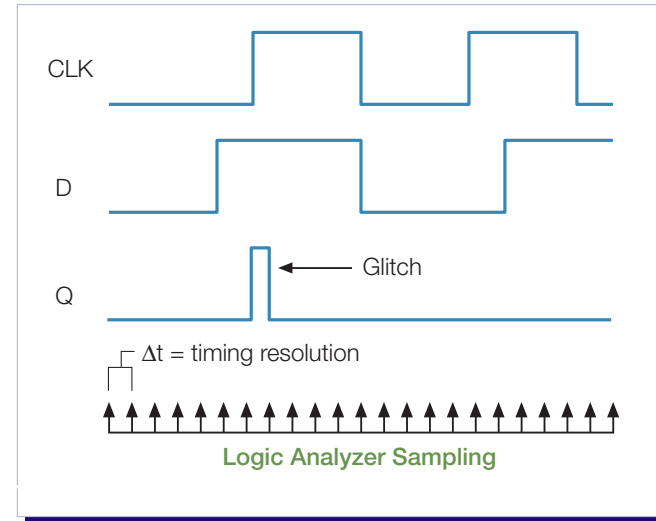 CLK
D
Glitch
Q
Δt = timing resolution
Logic Analyzer Sampling